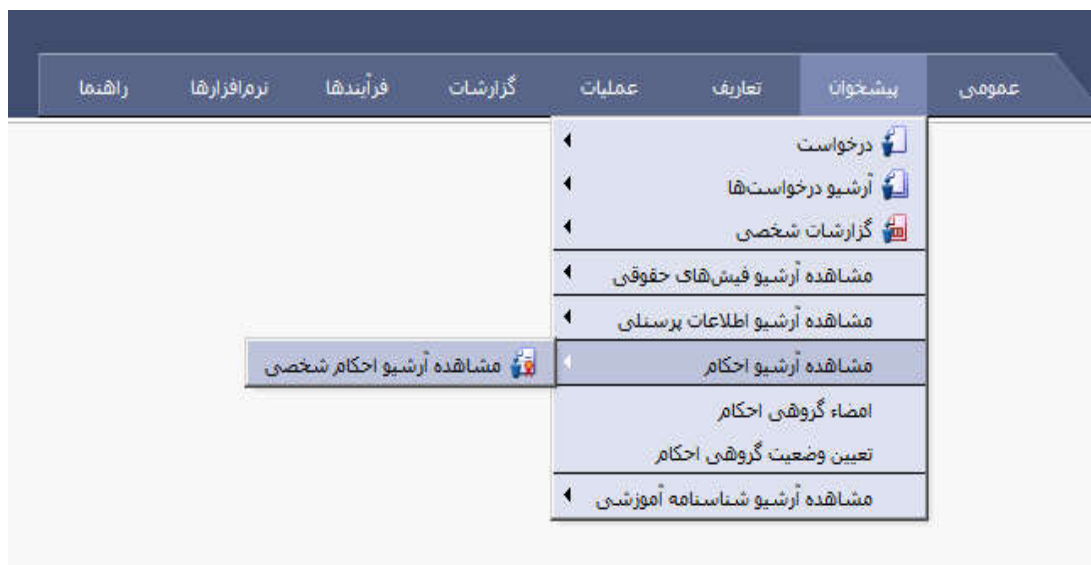 عمومی پیشخوان تعاریف عملیات گزارشات فرآیندها نرم‌افزارها راهنما
درخواست
آرشیو درخواست‌ها
گزارشات شخصی
مشاهده آرشیو فیش‌های حقوقی
مشاهده آرشیو اطلاعات پرسنلی
مشاهده آرشیو احکام
مشاهده آرشیو احکام شخصی
امضاء گروهی احکام
تعیین وضعیت گروهی احکام
مشاهده آرشیو شناسنامه آموزشی